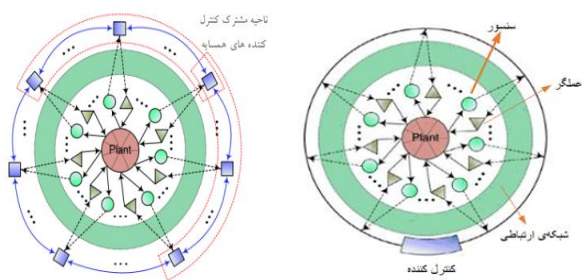 ناحیه مشترک کنترل
کننده های همسایه
Plant
سنسور
عملگر
Plant
شبکه‌ی ارتباطی
کنترل کننده